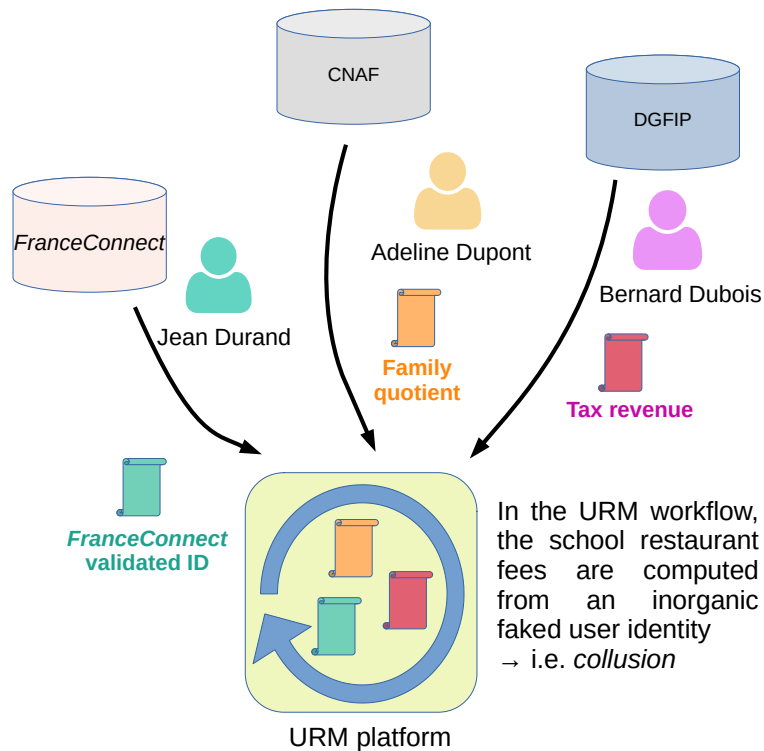 CNAF
DGFIP
FranceConnect
Adeline Dupont
Bernard Dubois
Jean Durand
Family
quotient
Tax revenue
FranceConnect
validated ID
In the URM workflow,
the school restaurant
fees are computed
from an inorganic
faked user identity
→ i.e. collusion
URM platform